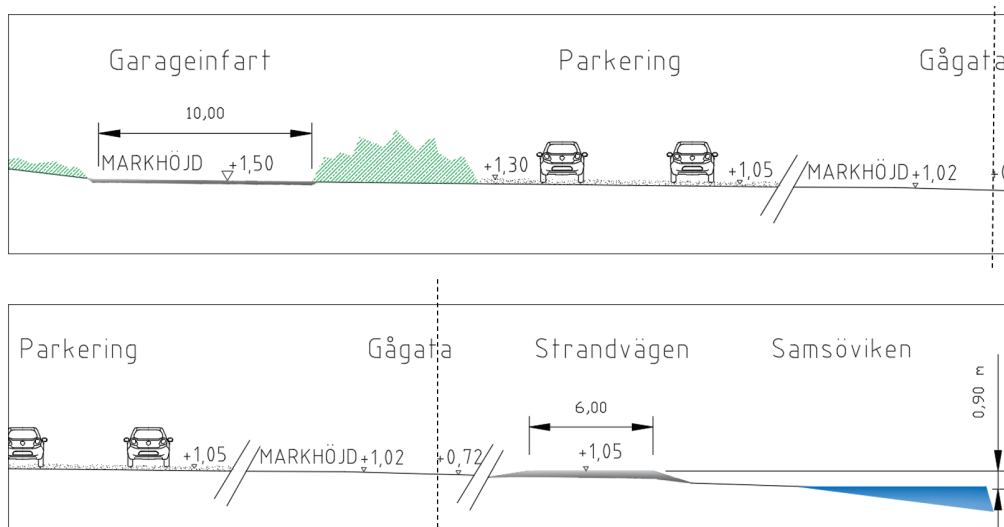 Garageinfart Parkering Gågata
10,00
MARKHÖJD +1,50 +1,30 +1,05 MARKHÖJD +1,02
Parkering Gågata Strandvägen Samsöviken
0,90 m
6,00
+1,05 MARKHÖJD +1,02 +0,72 +1,05